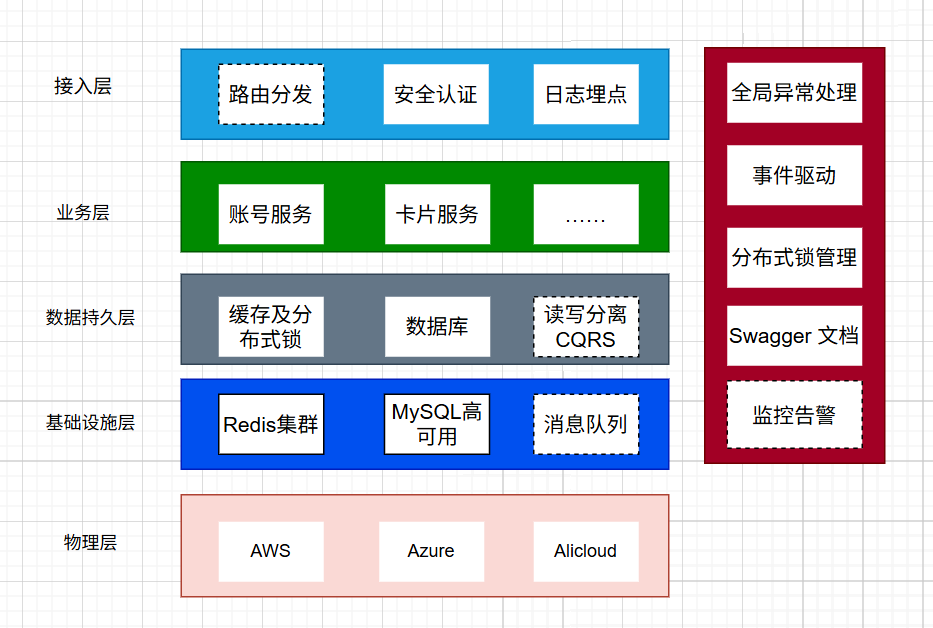 接入层
路由分发
安全认证
日志埋点
业务层
账号服务
卡片服务
……
数据持久层
缓存及分
布式锁
数据库
读写分离
CQRS
基础设施层
Redis集群
MySQL高
可用
消息队列
物理层
AWS
Azure
Alicloud
全局异常处理
事件驱动
分布式锁管理
Swagger 文档
监控告警